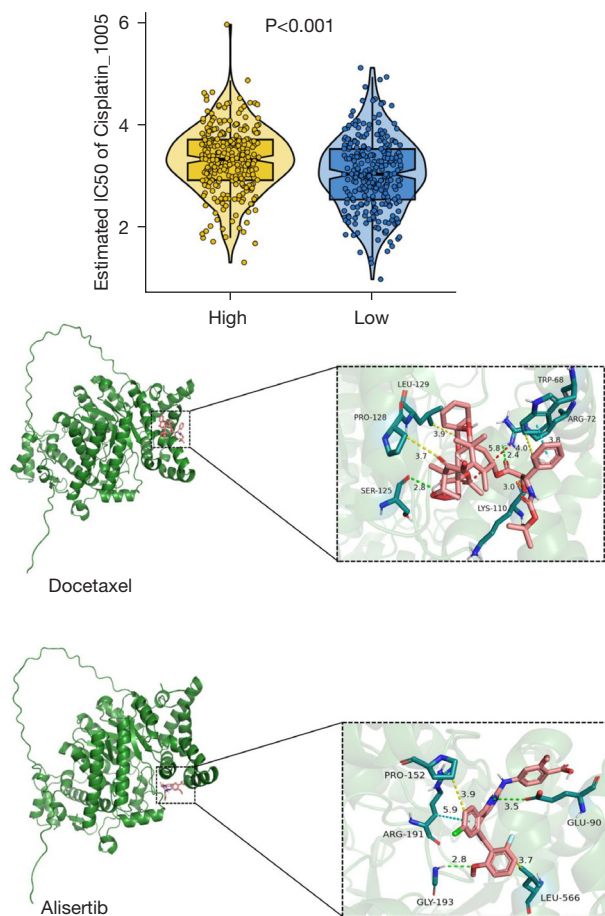 6
P<0.001
4
2
Estimated IC50 of Cisplatin_1005
High
Low
TRP-68
LEU-129
ARG-72
PRO-128
3.9
5.8
4.0
3.8
2.4
3.7
SER-125
2.8
3.0
LYS-110
Docetaxel
PRO-152
3.9
3.5
5.9
GLU-90
ARG-191
2.8
3.7
GLY-193
LEU-566
Alisertib